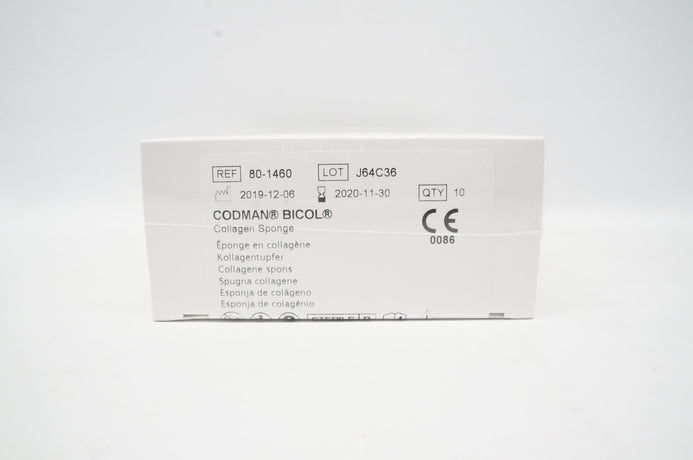 REF 80-1460 LOT J64C36
2019-12-06 2020-11-30 QTY 10
CODMAN® BICOL®
Collagen Sponge
CE
0086
Éponge en collagène
Kollagentupfer
Collagene spons
Spugna collagene
Esponja de colágeno
Esponja de colagénio
STERILE R